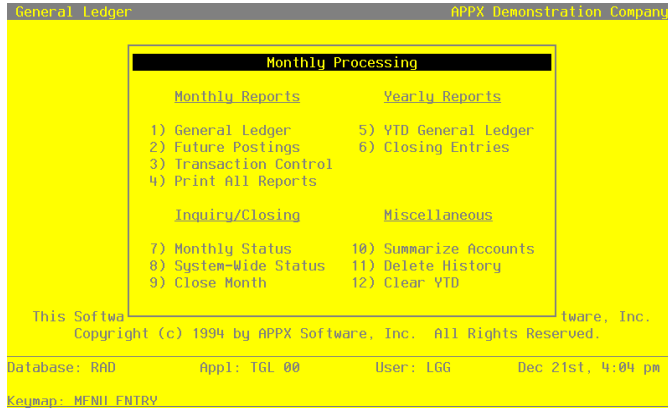 General Ledger APPX Demonstration Company
Monthly Processing
Monthly Reports Yearly Reports
1) General Ledger 5) YTD General Ledger
2) Future Postings 6) Closing Entries
3) Transaction Control
4) Print All Reports
Inquiry/Closing Miscellaneous
7) Monthly Status 10) Summarize Accounts
8) System-Wide Status 11) Delete History
9) Close Month 12) Clear YTD
This Softwa tware, Inc.
Copyright (c) 1994 by APPX Software, Inc. All Rights Reserved.
Database: RAD Appl: TGL 00 User: LGG Dec 21st, 4:04 pm
Keymap: MENU ENTRY